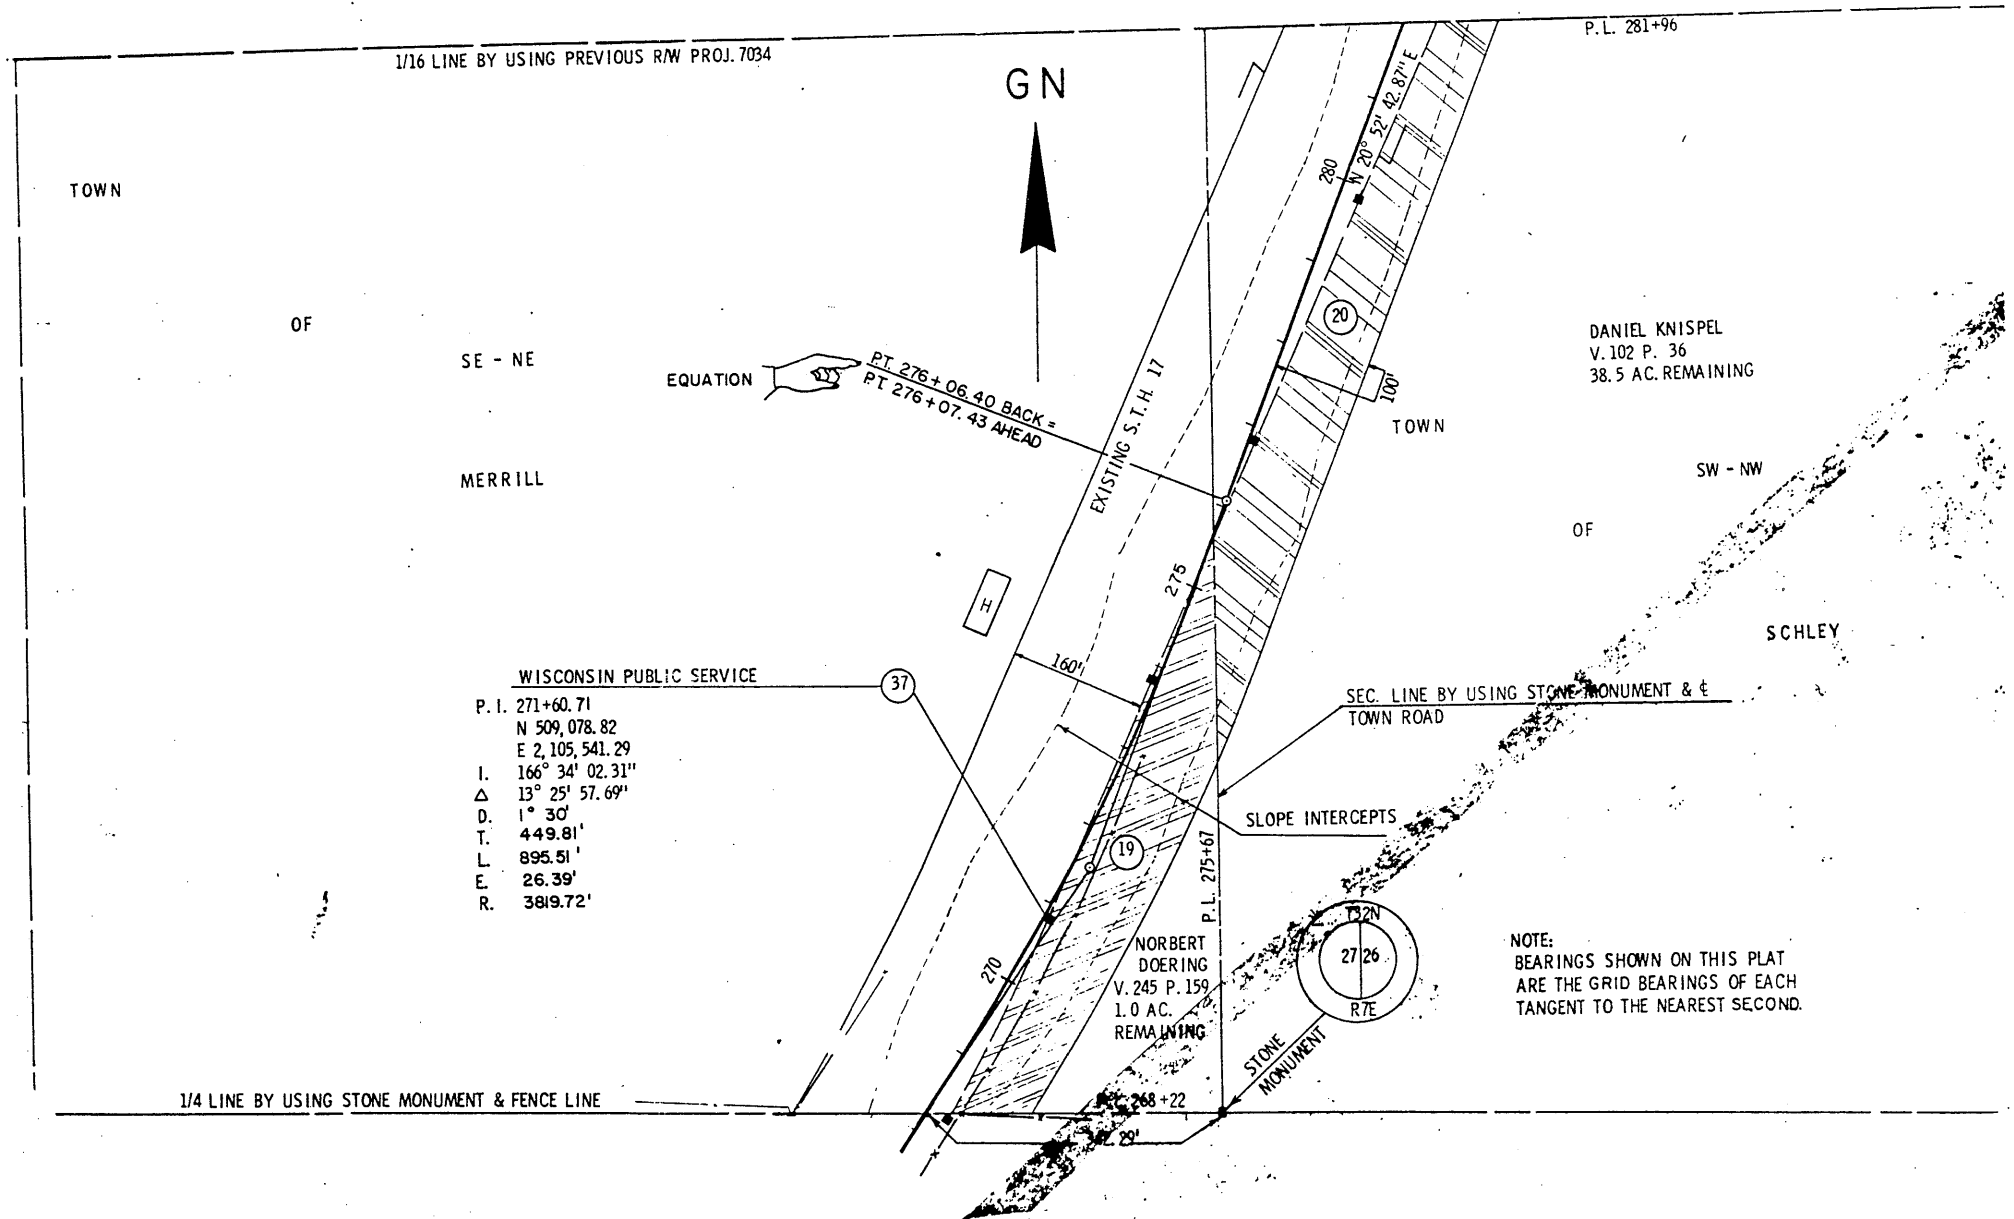 1/16 LINE BY USING PREVIOUS R/W PROJ. 7034
P.L. 281+96
GN
N 20° 52' 42.87" E
TOWN
280
OF
SE - NE
MERRILL
EQUATION
P.T. 276 + 06.40 BACK =
P.T. 276 + 07.43 AHEAD
EXISTING S.T.H. 17
20
100'
DANIEL KNISPEL
V. 102 P. 36
38.5 AC. REMAINING
TOWN
SW - NW
OF
SCHLEY
275
H
160'
WISCONSIN PUBLIC SERVICE
37
P.I. 271+60.71
N 509,078.82
E 2,105,541.29
I. 166° 34' 02.31"
Δ 13° 25' 57.69"
D. 1° 30'
T. 449.81'
L. 895.51'
E. 26.39'
R. 3819.72'
SEC. LINE BY USING STONE MONUMENT & ℄
TOWN ROAD
SLOPE INTERCEPTS
19
P.L. 275+67
270
NORBERT
DOERING
V. 245 P. 159
1.0 AC.
REMAINING
T32N
27 26
R7E
STONE
MONUMENT
NOTE:
BEARINGS SHOWN ON THIS PLAT
ARE THE GRID BEARINGS OF EACH
TANGENT TO THE NEAREST SECOND.
1/4 LINE BY USING STONE MONUMENT & FENCE LINE
268+22